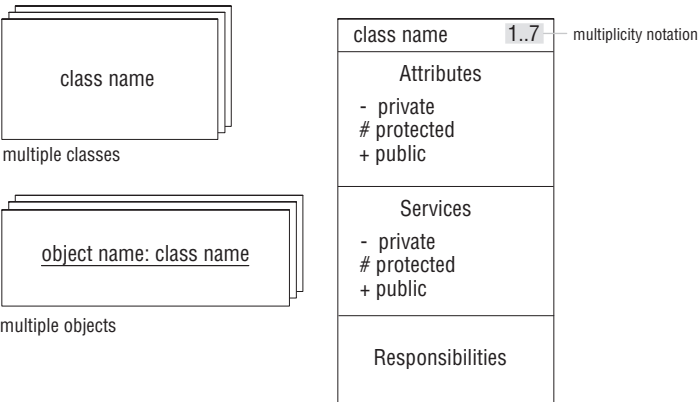 class name
multiple classes
object name: class name
multiple objects
class name 1..7 multiplicity notation
Attributes
- private
# protected
+ public
Services
- private
# protected
+ public
Responsibilities